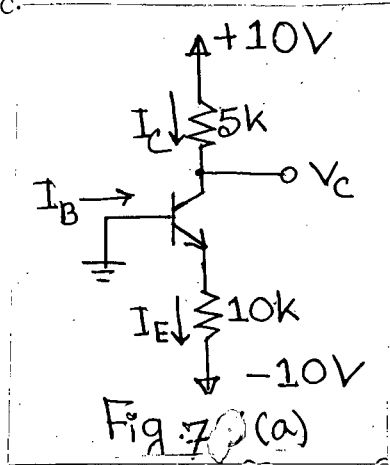 C.
+10V
I_C 5k
V_C
I_B
I_E 10k
-10V
Fig.7 (a)